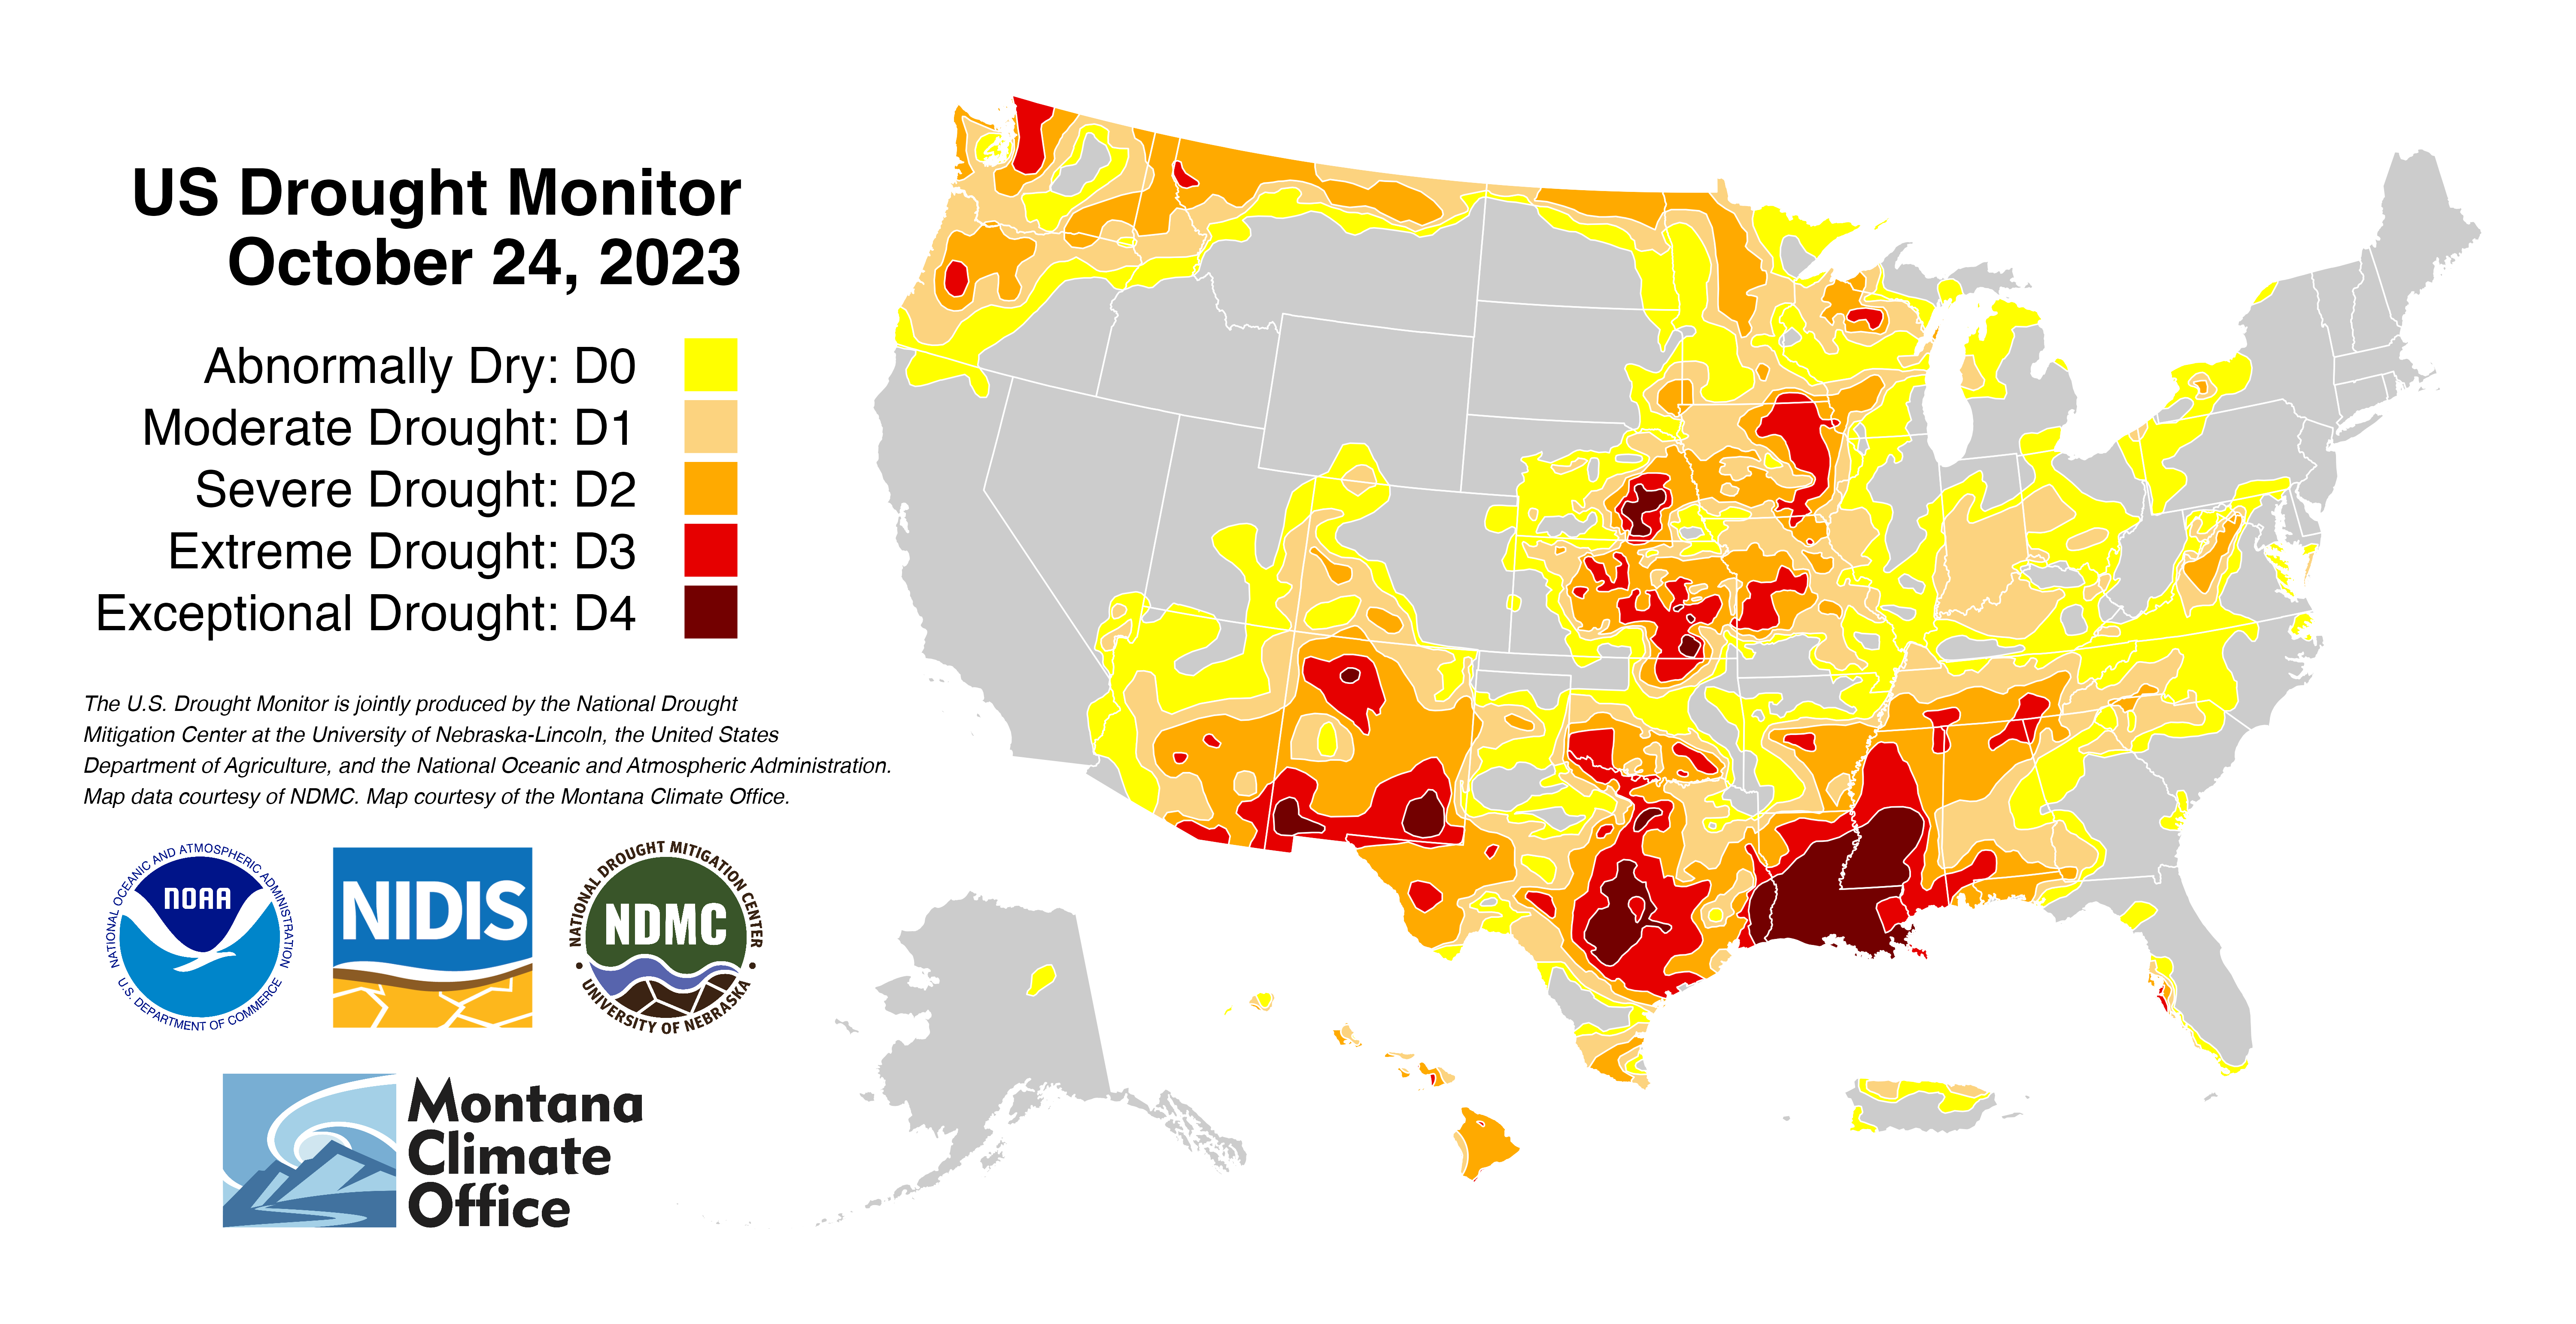 US Drought Monitor
October 24, 2023
Abnormally Dry: D0
Moderate Drought: D1
Severe Drought: D2
Extreme Drought: D3
Exceptional Drought: D4
The U.S. Drought Monitor is jointly produced by the National Drought
Mitigation Center at the University of Nebraska-Lincoln, the United States
Department of Agriculture, and the National Oceanic and Atmospheric Administration.
Map data courtesy of NDMC. Map courtesy of the Montana Climate Office.
NATIONAL OCEANIC AND ATMOSPHERIC ADMINISTRATION
NOAA
U.S. DEPARTMENT OF COMMERCE
NIDIS
NATIONAL DROUGHT MITIGATION CENTER
NDMC
UNIVERSITY OF NEBRASKA
Montana
Climate
Office